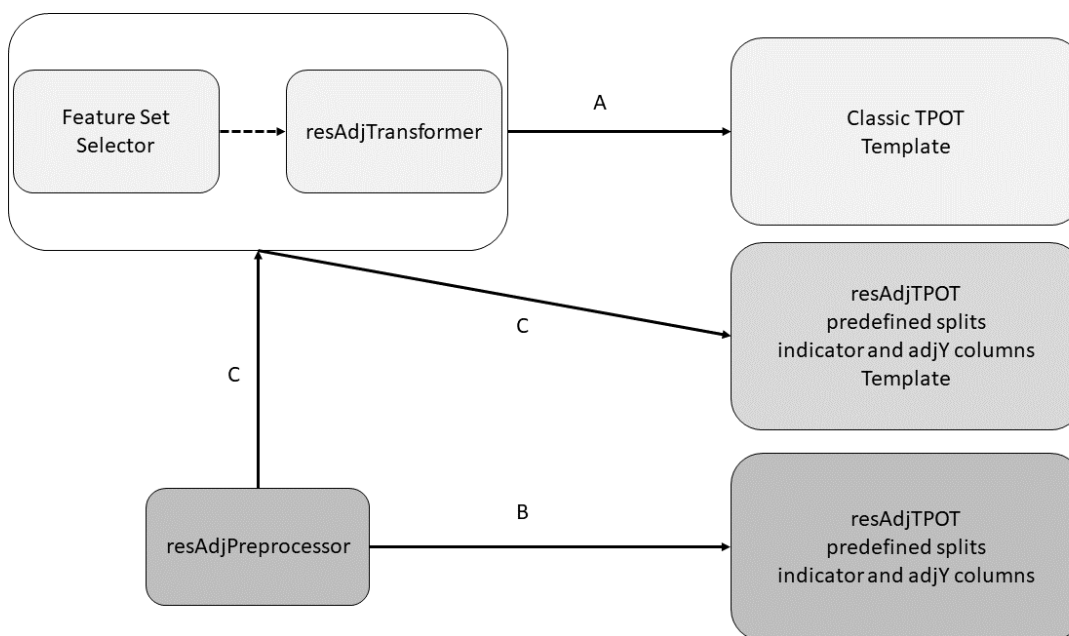 Feature Set
Selector
resAdjTransformer
A
Classic TPOT
Template
C
C
resAdjTPOT
predefined splits
indicator and adjY columns
Template
resAdjPreprocessor
B
resAdjTPOT
predefined splits
indicator and adjY columns